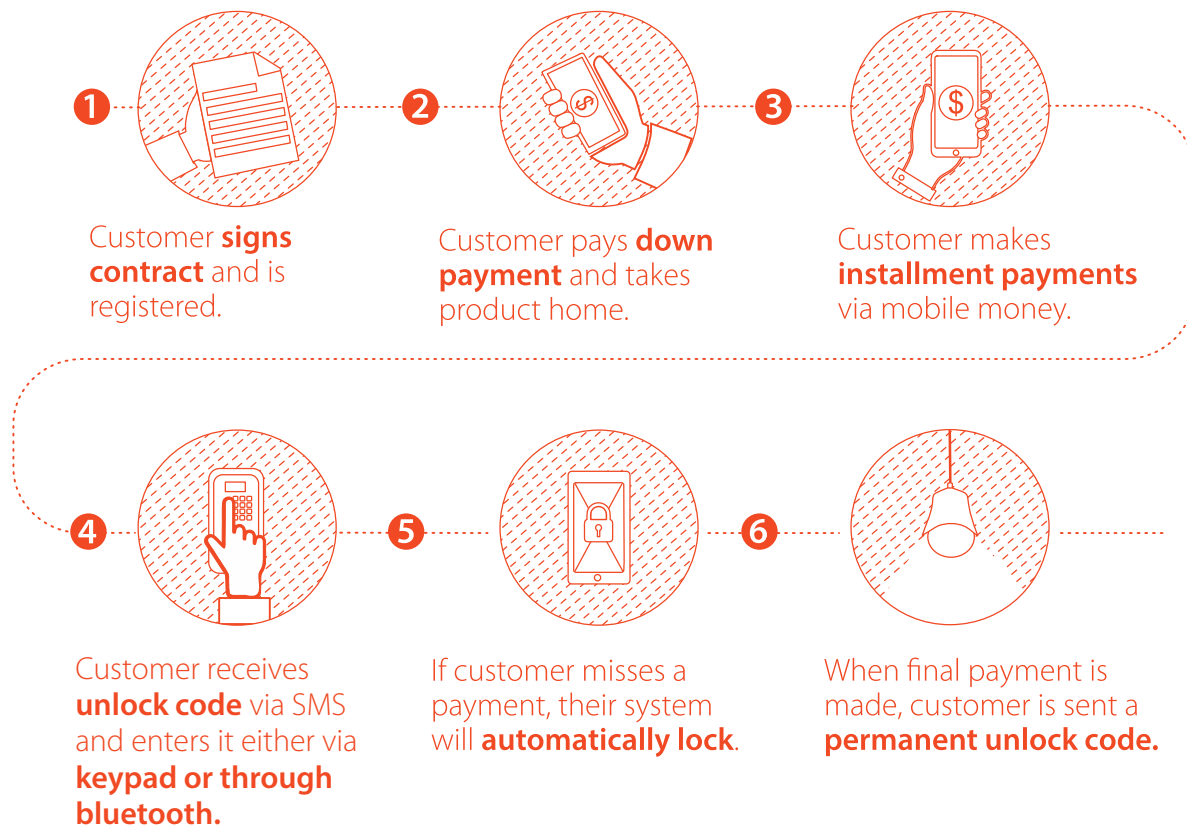 1
Customer signs
contract and is
registered.
2
Customer pays down
payment and takes
product home.
3
$
$
Customer makes
installment payments
via mobile money.
4
Customer receives
unlock code via SMS
and enters it either via
keypad or through
bluetooth.
5
If customer misses a
payment, their system
will automatically lock.
6
When final payment is
made, customer is sent a
permanent unlock code.